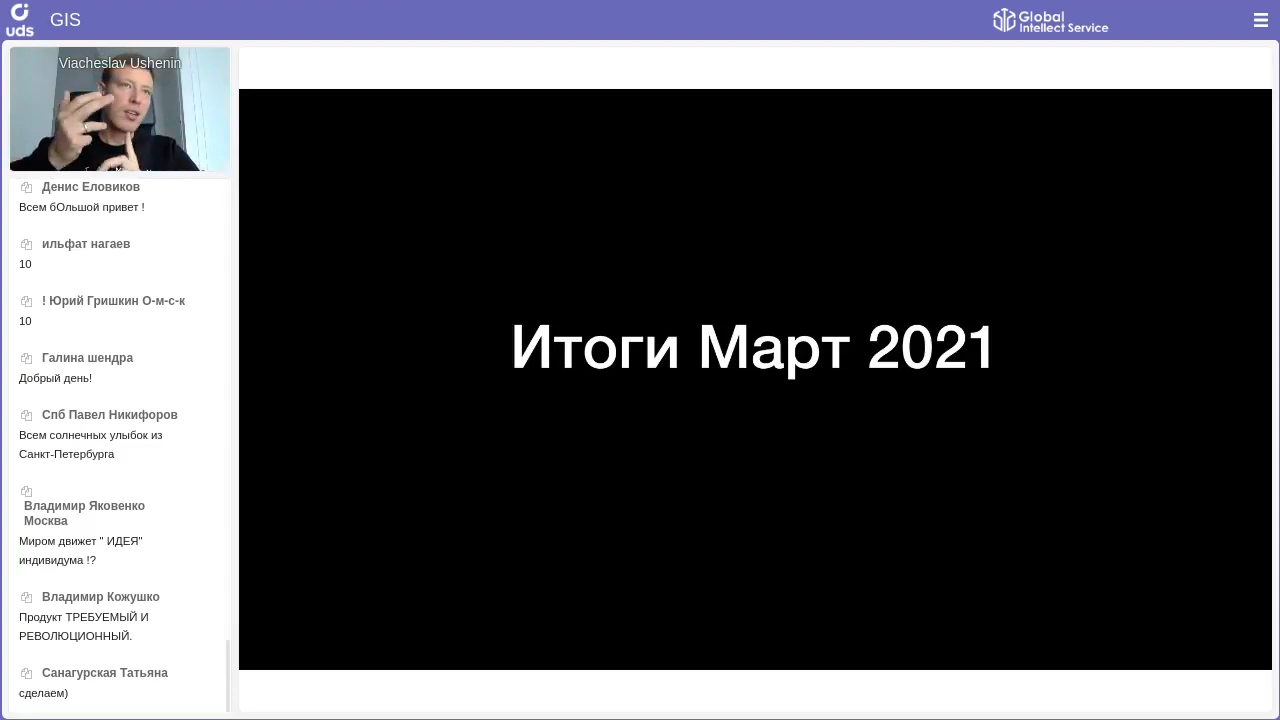 uds
GIS
Global
Intellect Service
Viacheslav Ushenin
Денис Еловиков
Всем бОльшой привет !
ильфат нагаев
10
! Юрий Гришкин О-м-с-к
10
Галина шендра
Добрый день!
Спб Павел Никифоров
Всем солнечных улыбок из
Санкт-Петербурга
Владимир Яковенко
Москва
Миром движет " ИДЕЯ"
индивидума !?
Владимир Кожушко
Продукт ТРЕБУЕМЫЙ И
РЕВОЛЮЦИОННЫЙ.
Санагурская Татьяна
сделаем)
Итоги Март 2021